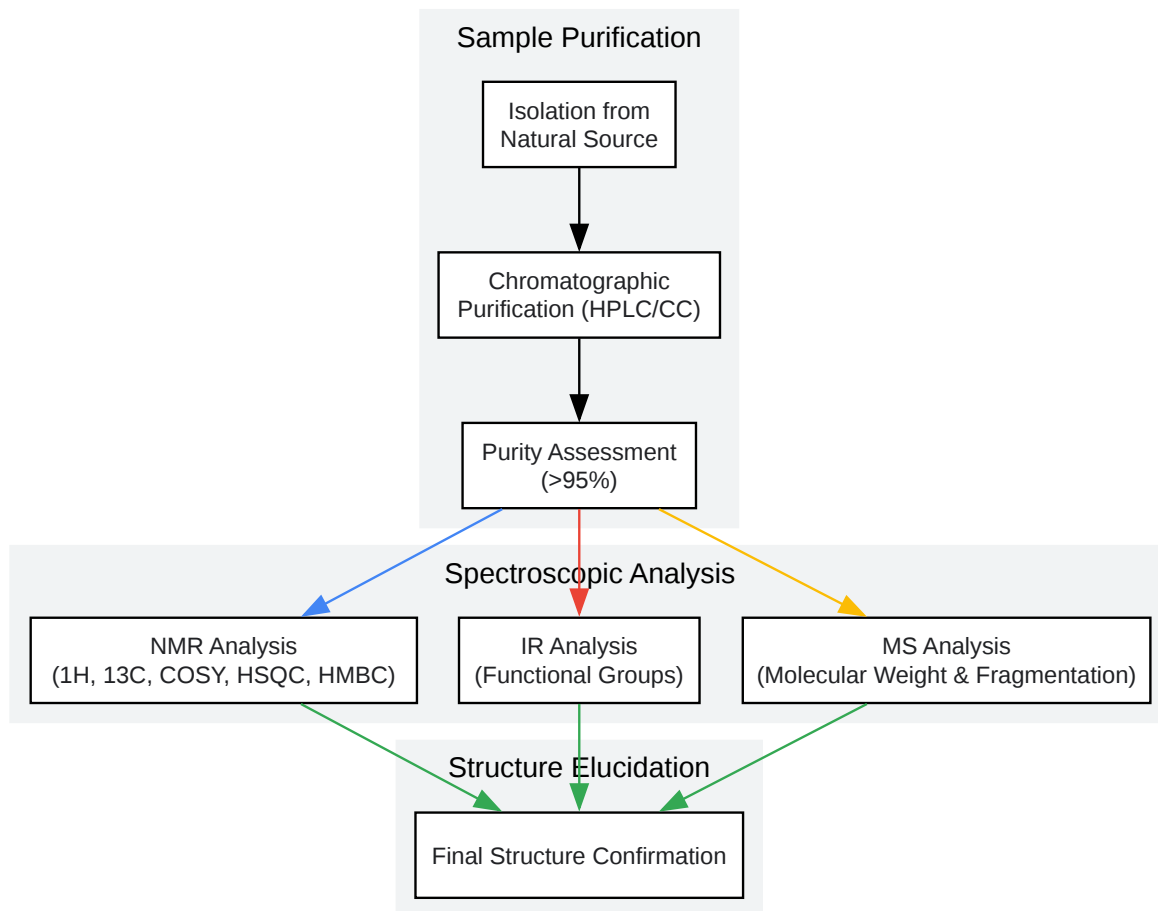 Sample Purification
Isolation from
Natural Source
Chromatographic
Purification (HPLC/CC)
Purity Assessment
(>95%)
Spectroscopic Analysis
NMR Analysis
(1H, 13C, COSY, HSQC, HMBC)
IR Analysis
(Functional Groups)
MS Analysis
(Molecular Weight & Fragmentation)
Structure Elucidation
Final Structure Confirmation